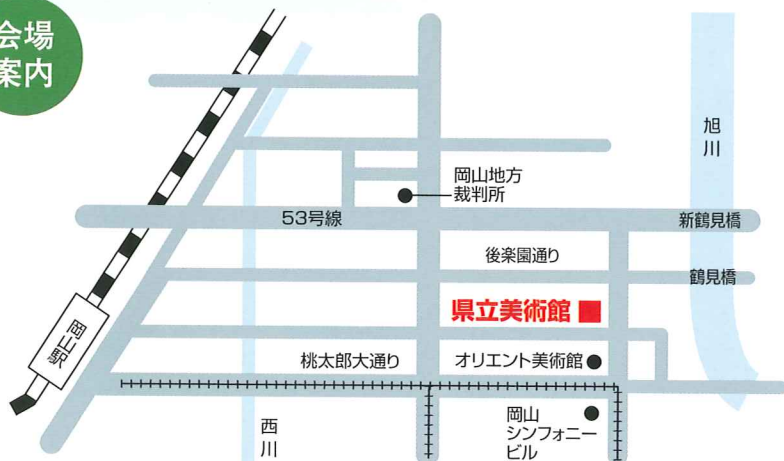 会場
案内
旭川
岡山地方
裁判所
53号線
新鶴見橋
後楽園通り
鶴見橋
県立美術館
岡山駅
桃太郎大通り
オリエント美術館
西川
岡山
シンフォニー
ビル